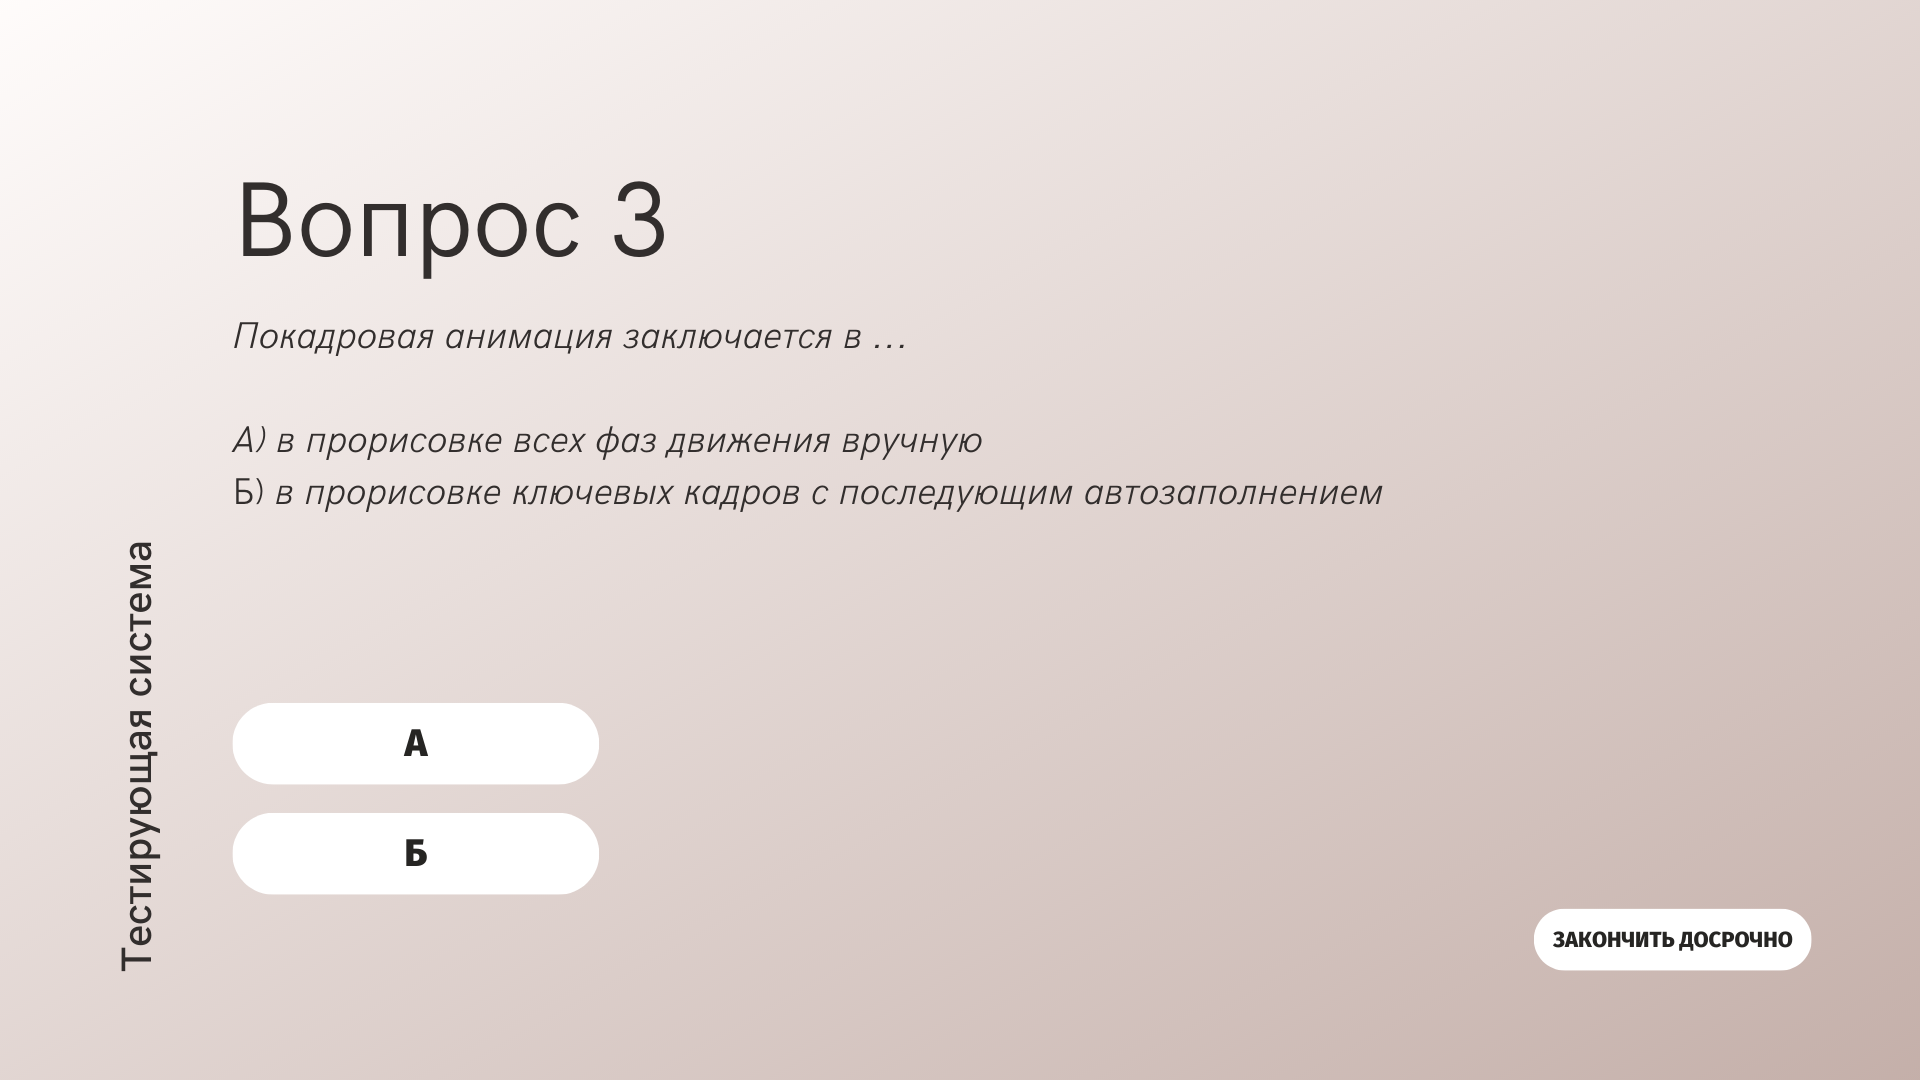 Вопрос 3
Покадровая анимация заключается в ...
А) в прорисовке всех фаз движения вручную
Б) в прорисовке ключевых кадров с последующим автозаполнением
Тестирующая система
А
Б
ЗАКОНЧИТЬ ДОСРОЧНО